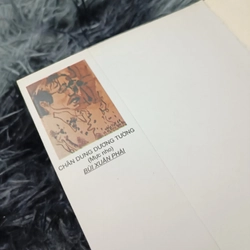 CHÂN DUNG DƯƠNG TƯỜNG
(Mực nho)
BÙI XUÂN PHÁI